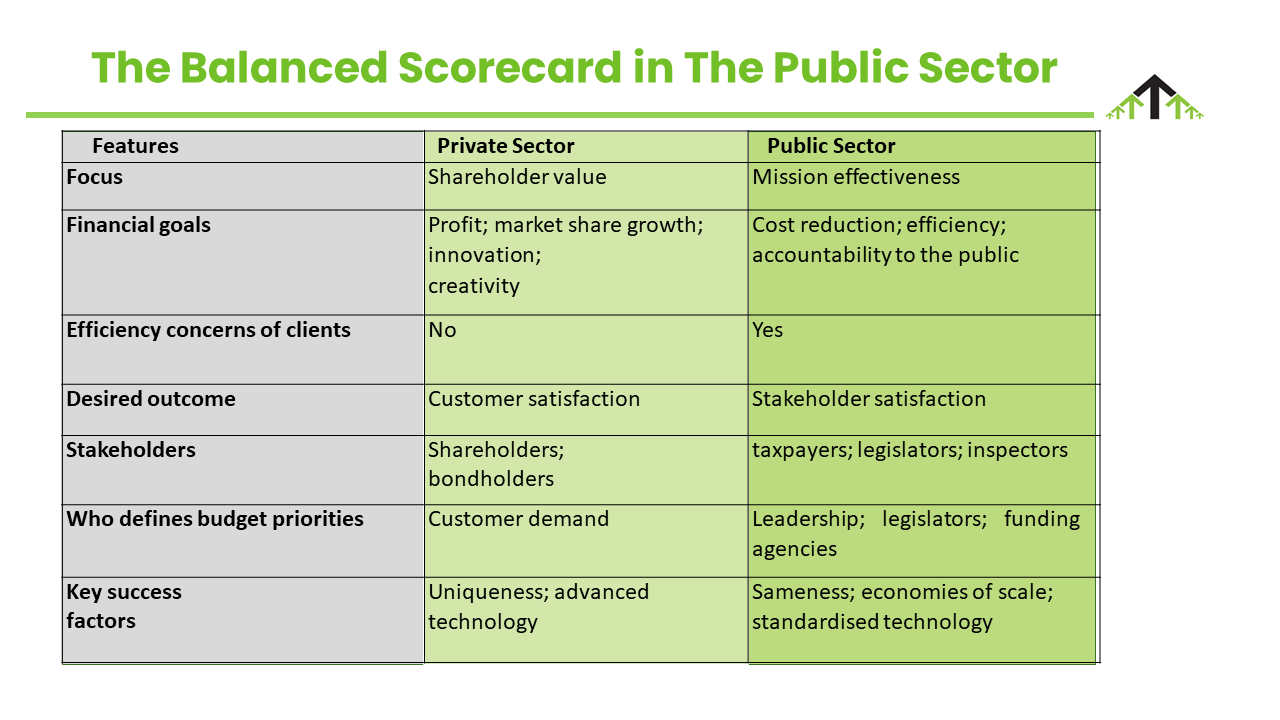 The Balanced Scorecard in The Public Sector
Features
Private Sector
Public Sector
Focus
Shareholder value
Mission effectiveness
Financial goals
Profit; market share growth;
innovation;
creativity
Cost reduction; efficiency;
accountability to the public
Efficiency concerns of clients
No
Yes
Desired outcome
Customer satisfaction
Stakeholder satisfaction
Stakeholders
Shareholders;
bondholders
taxpayers; legislators; inspectors
Who defines budget priorities
Customer demand
Leadership; legislators; funding
agencies
Key success
factors
Uniqueness; advanced
technology
Sameness; economies of scale;
standardised technology